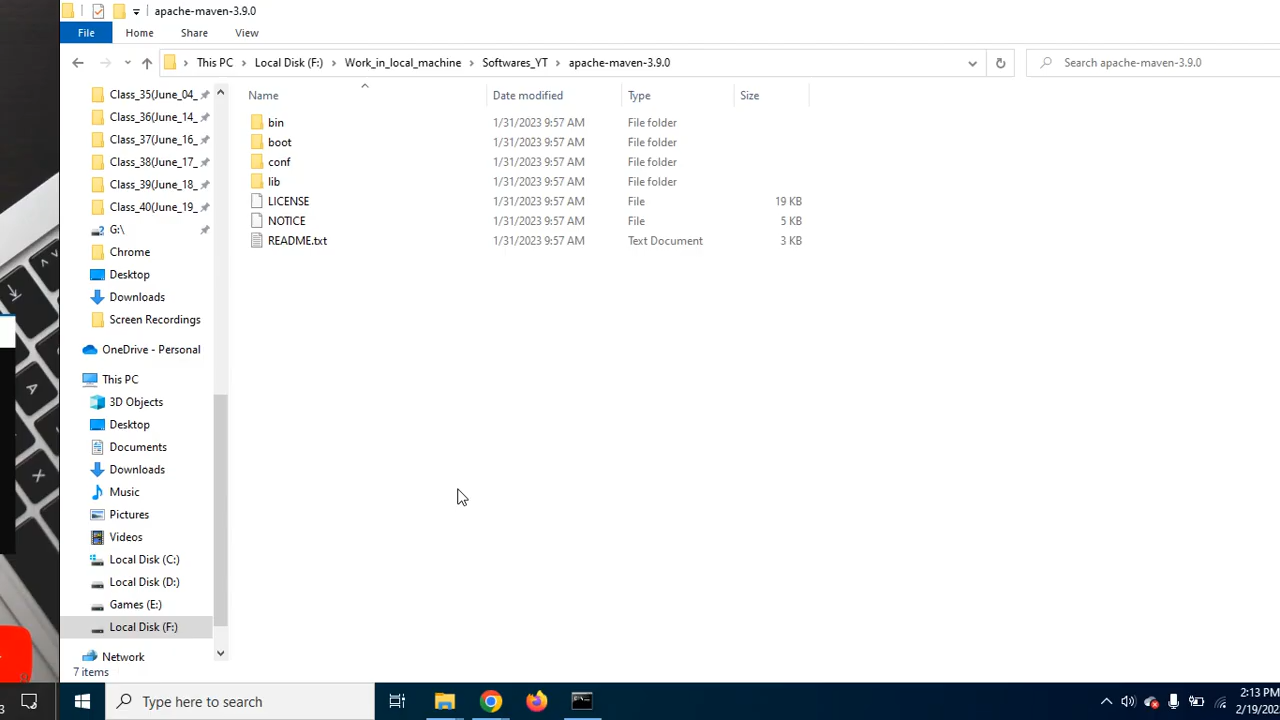 apache-maven-3.9.0
File Home Share View
This PC Local Disk (F:) Work_in_local_machine Softwares_YT apache-maven-3.9.0
Search apache-maven-3.9.0
Name Date modified Type Size
bin 1/31/2023 9:57 AM File folder
boot 1/31/2023 9:57 AM File folder
conf 1/31/2023 9:57 AM File folder
lib 1/31/2023 9:57 AM File folder
LICENSE 1/31/2023 9:57 AM File 19 KB
NOTICE 1/31/2023 9:57 AM File 5 KB
README.txt 1/31/2023 9:57 AM Text Document 3 KB
Class_35(June_04_
Class_36(June_14_
Class_37(June_16_
Class_38(June_17_
Class_39(June_18_
Class_40(June_19_
G:\
Chrome
Desktop
Downloads
Screen Recordings
OneDrive - Personal
This PC
3D Objects
Desktop
Documents
Downloads
Music
Pictures
Videos
Local Disk (C:)
Local Disk (D:)
Games (E:)
Local Disk (F:)
Network
7 items
Type here to search
2:13 PM
2/19/202
A